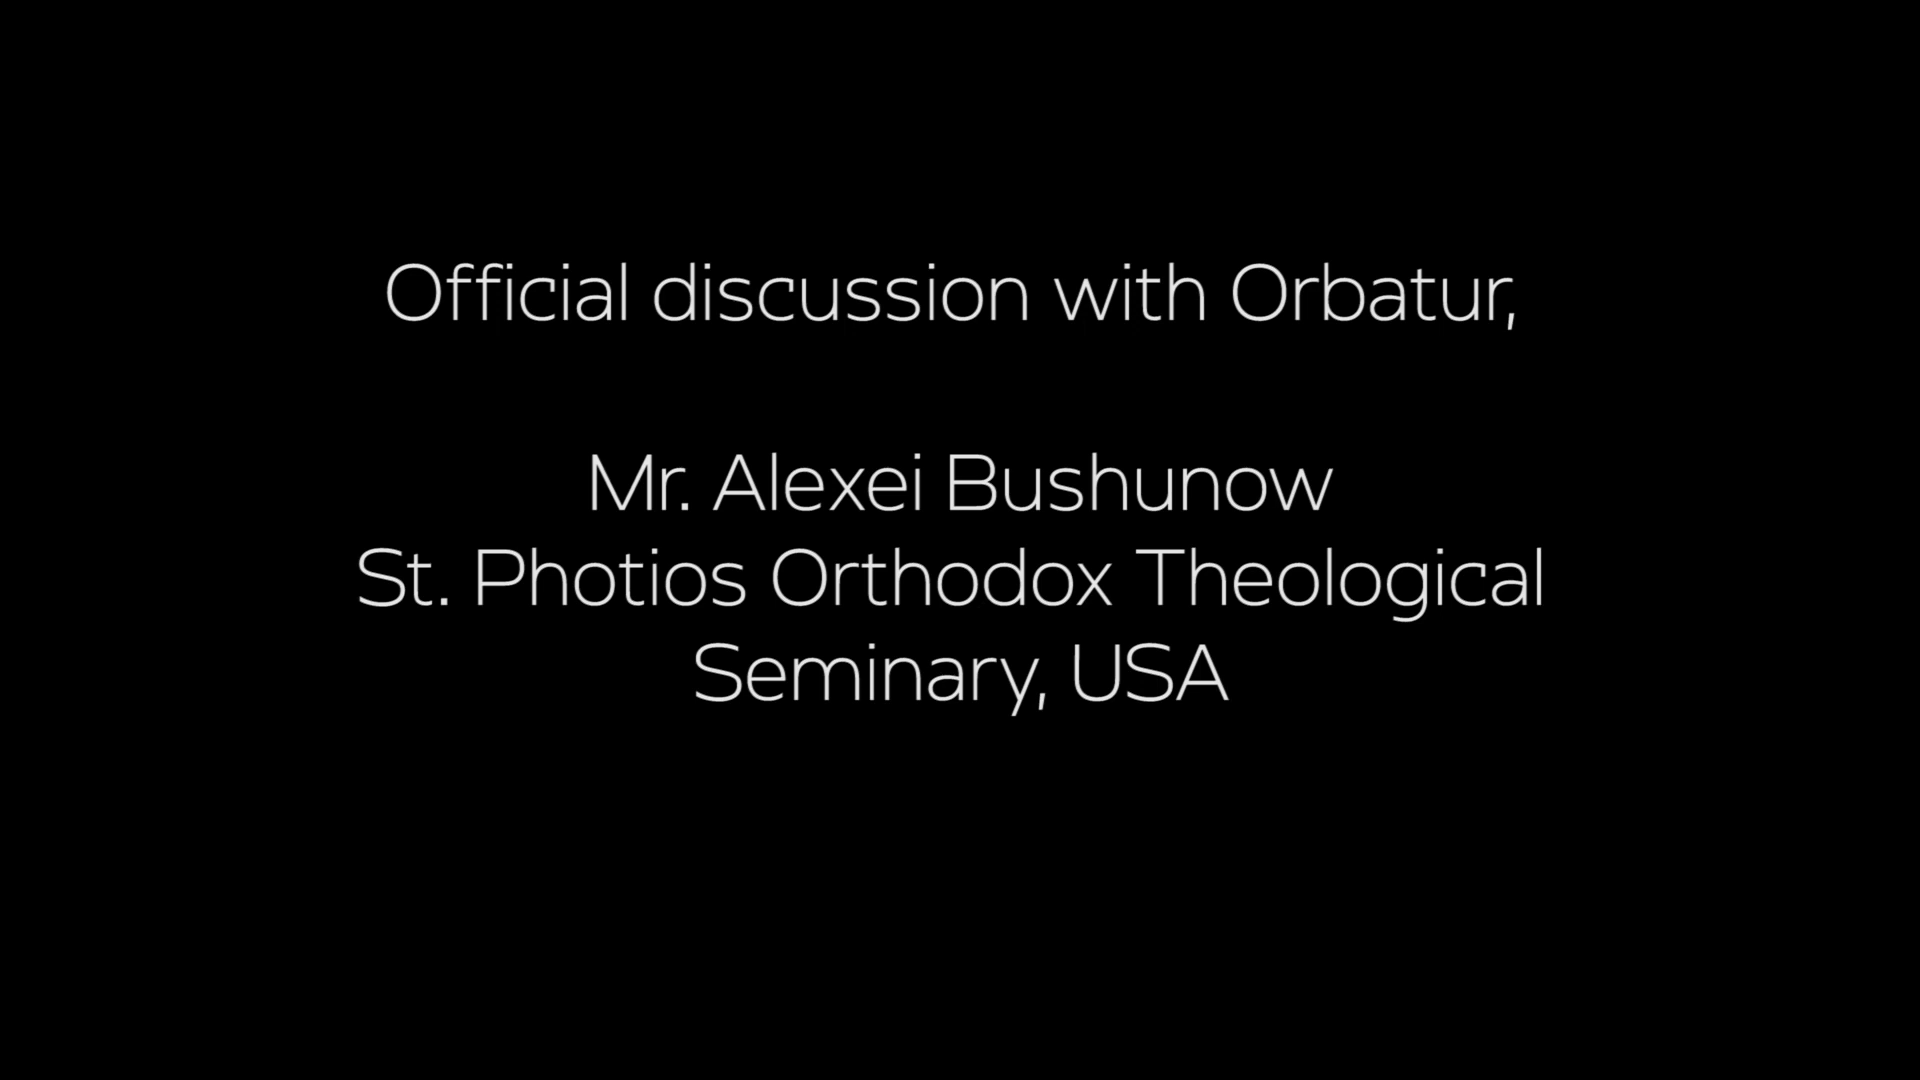 Official discussion with Orbatur,
Mr. Alexei Bushunow
St. Photios Orthodox Theological
Seminary, USA